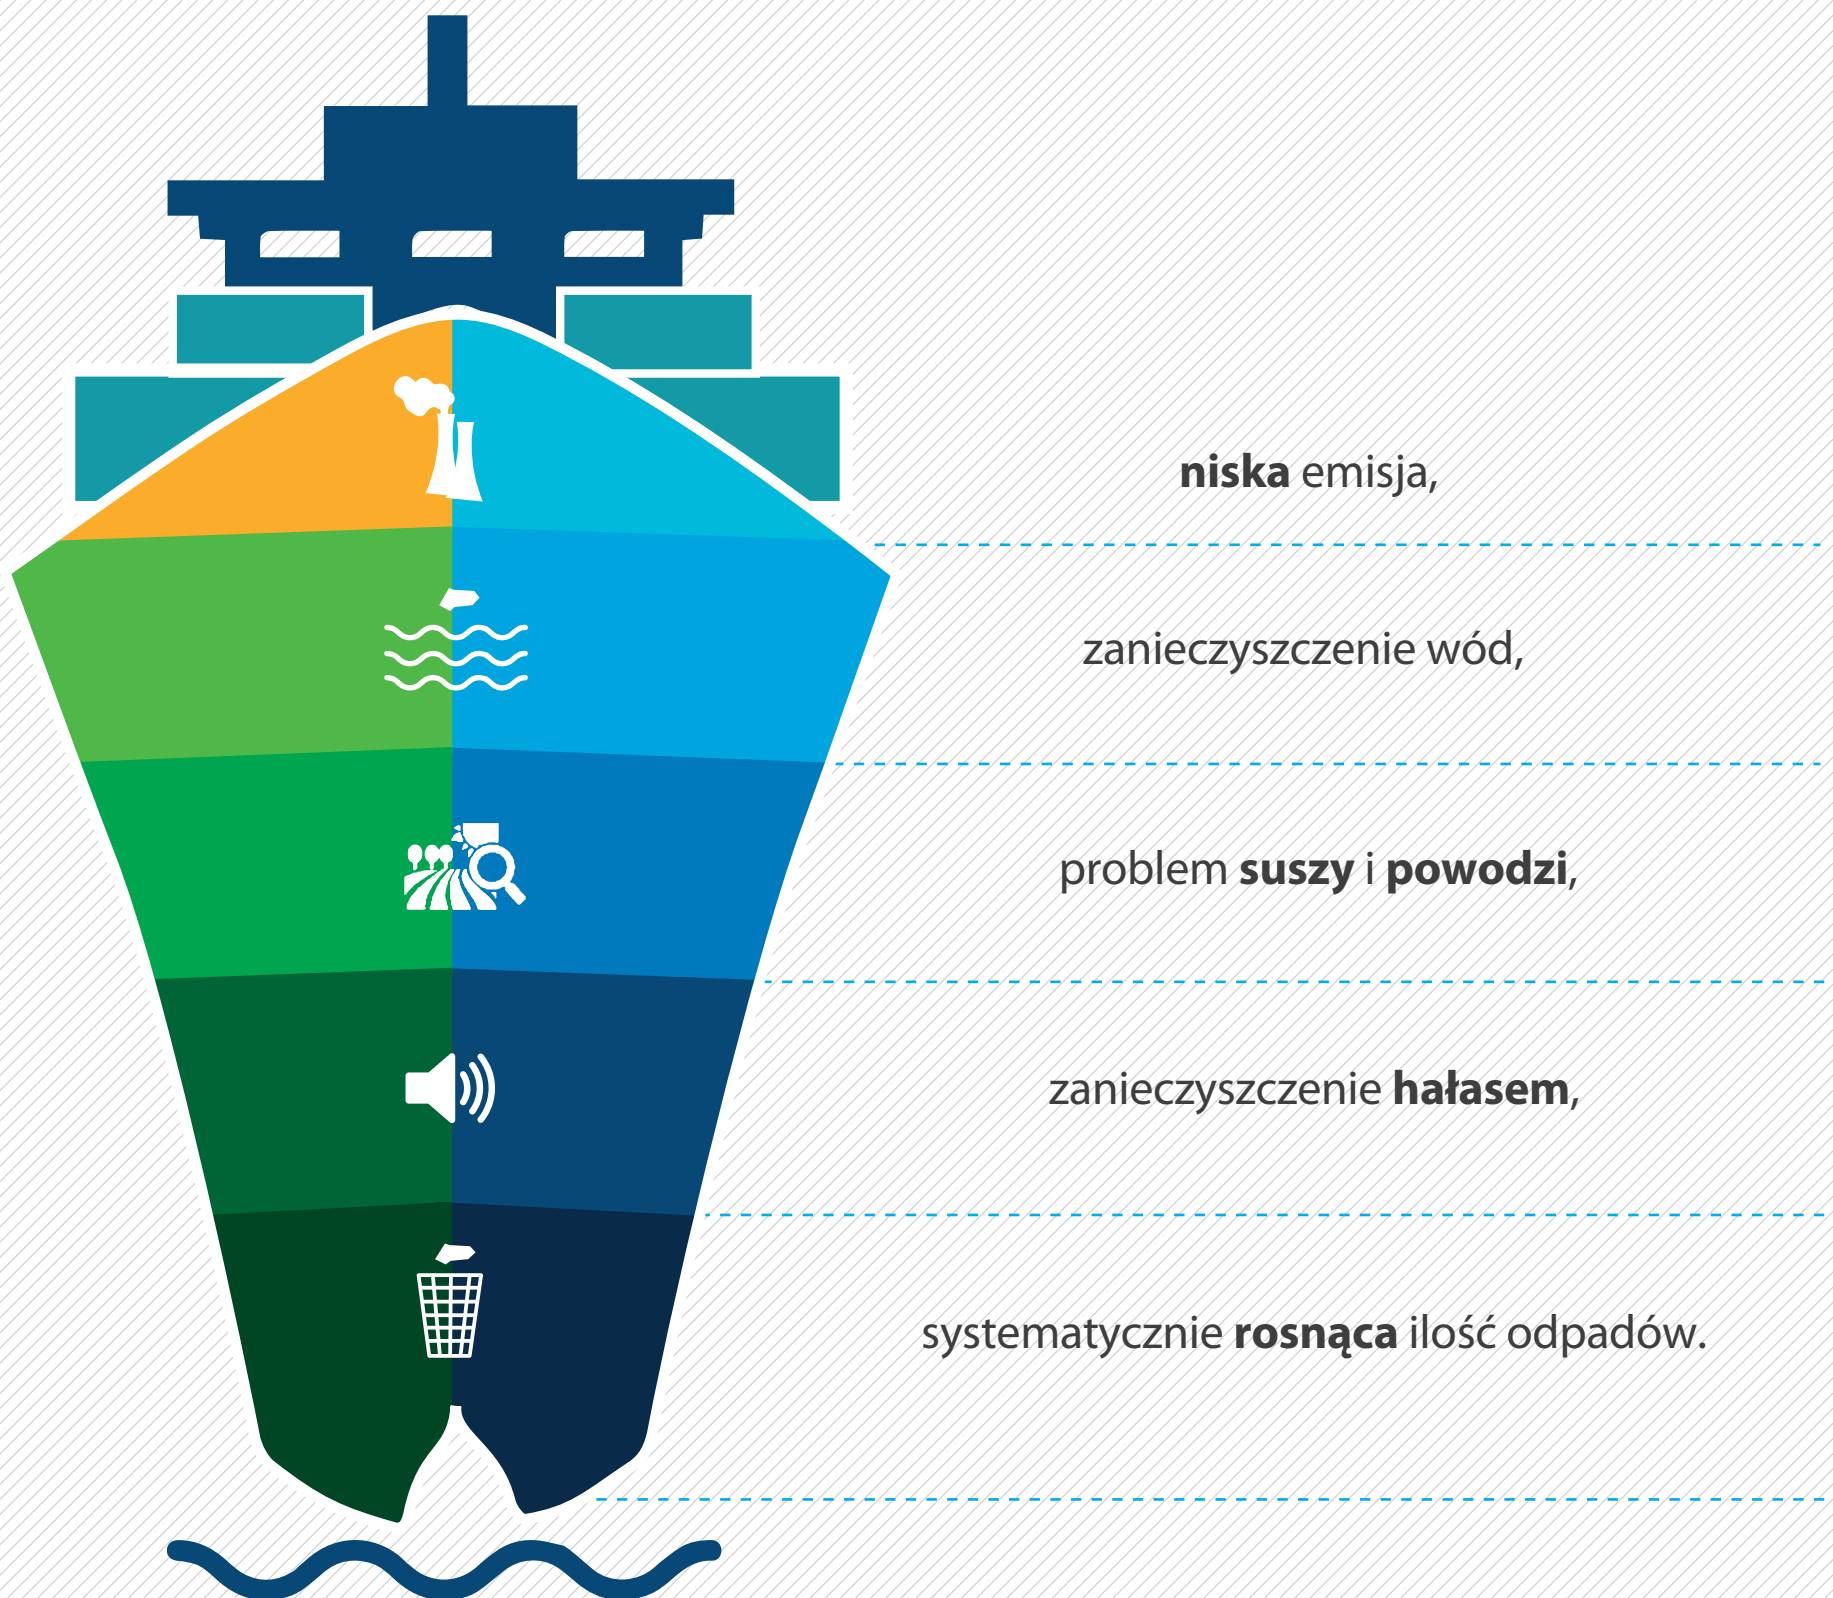 niska emisja,
zanieczyszczenie wód,
problem suszy i powodzi,
zanieczyszczenie hałasem,
systematycznie rosnąca ilość odpadów.